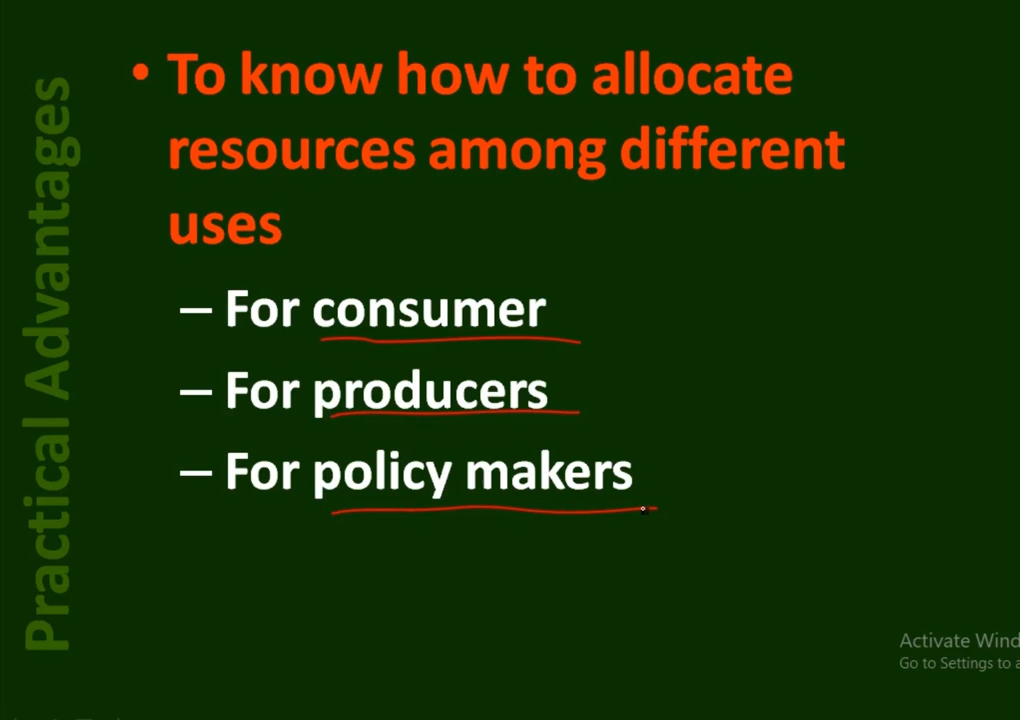 Practical Advantages
• To know how to allocate
resources among different
uses
– For consumer
– For producers
– For policy makers
Activate Wind
Go to Settings to a